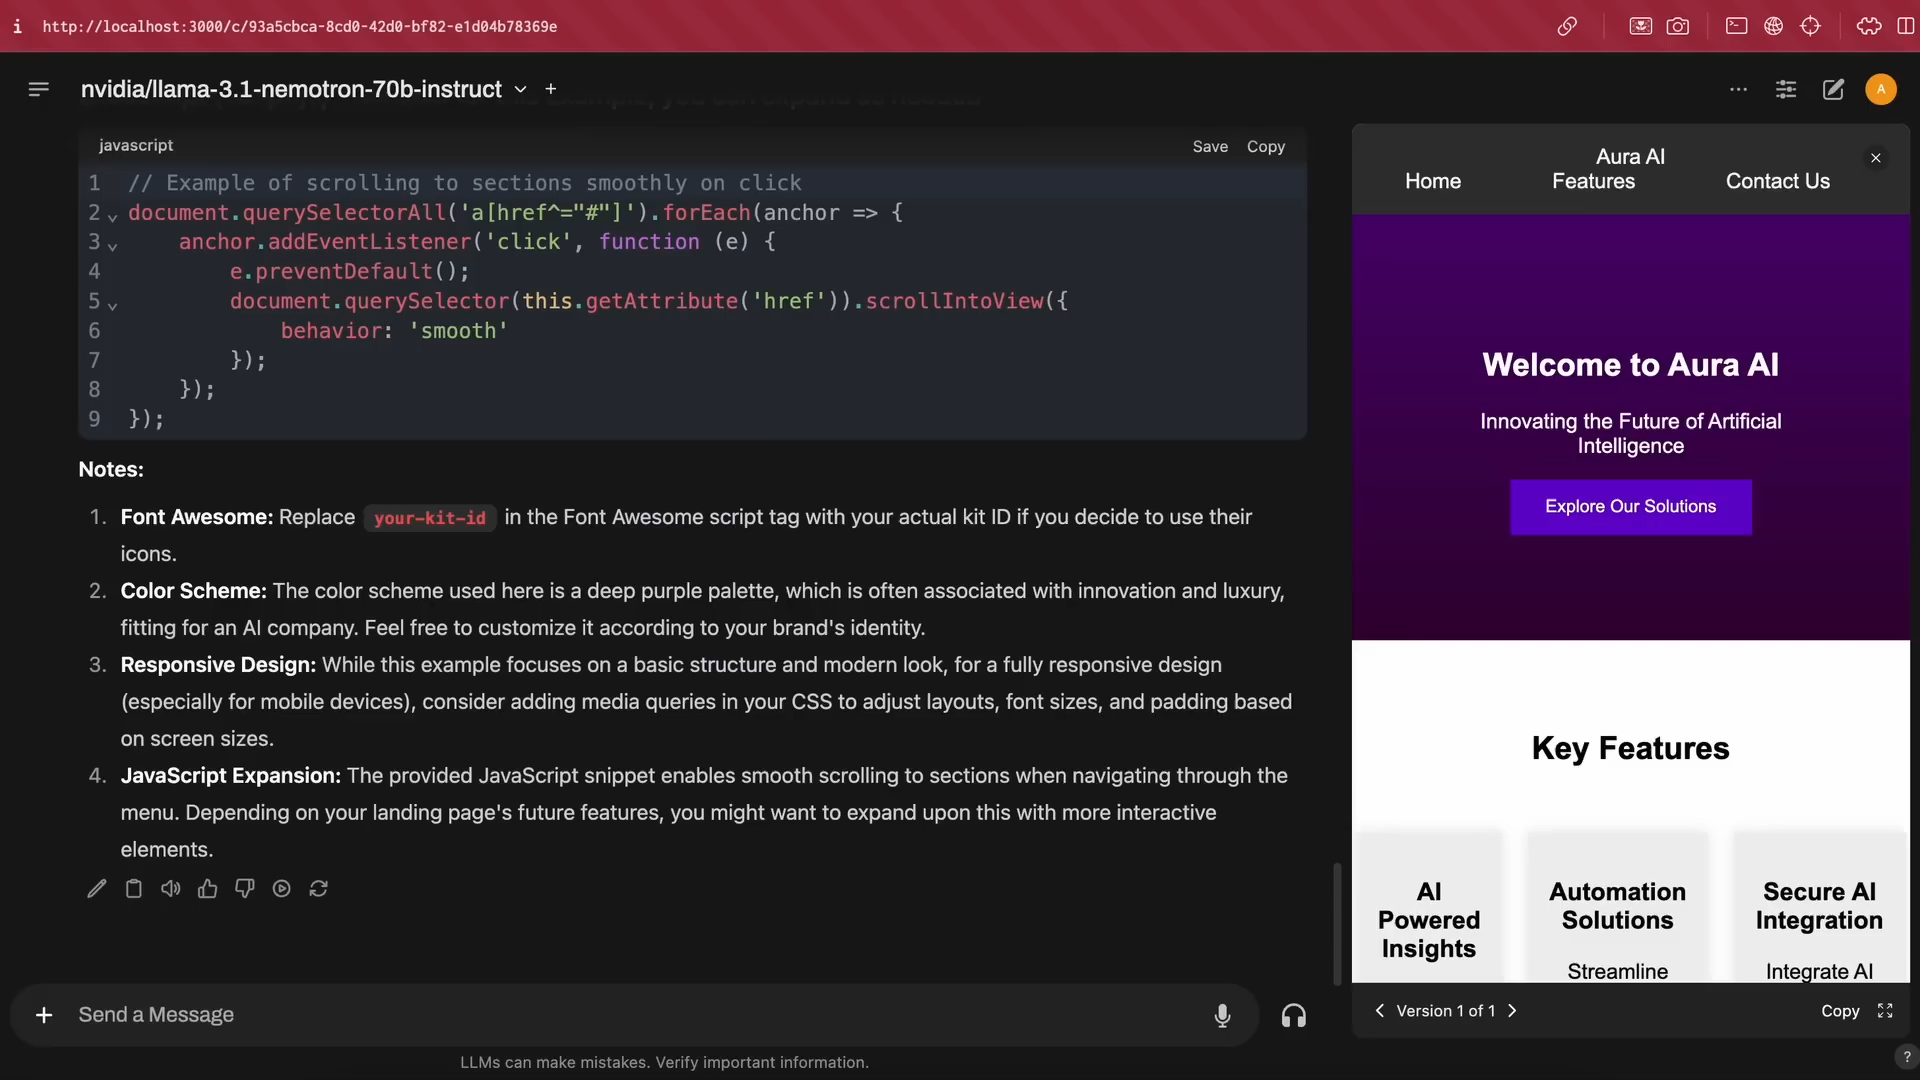 http://localhost:3000/c/93a5cbca-8cd0-42d0-bf82-e1d04b78369e
nvidia/llama-3.1-nemotron-70b-instruct
A
javascript
Save Copy
1 // Example of scrolling to sections smoothly on click
2 document.querySelectorAll('a[href^="#"]').forEach(anchor => {
3     anchor.addEventListener('click', function (e) {
4         e.preventDefault();
5         document.querySelector(this.getAttribute('href')).scrollIntoView({
6             behavior: 'smooth'
7         });
8     });
9 });
Notes:
1. Font Awesome: Replace your-kit-id in the Font Awesome script tag with your actual kit ID if you decide to use their
icons.
2. Color Scheme: The color scheme used here is a deep purple palette, which is often associated with innovation and luxury,
fitting for an AI company. Feel free to customize it according to your brand's identity.
3. Responsive Design: While this example focuses on a basic structure and modern look, for a fully responsive design
(especially for mobile devices), consider adding media queries in your CSS to adjust layouts, font sizes, and padding based
on screen sizes.
4. JavaScript Expansion: The provided JavaScript snippet enables smooth scrolling to sections when navigating through the
menu. Depending on your landing page's future features, you might want to expand upon this with more interactive
elements.
Send a Message
LLMs can make mistakes. Verify important information.
Aura AI
Home Features Contact Us
Welcome to Aura AI
Innovating the Future of Artificial
Intelligence
Explore Our Solutions
Key Features
AI
Powered
Insights
Automation
Solutions
Streamline
Secure AI
Integration
Integrate AI
Version 1 of 1
Copy
?